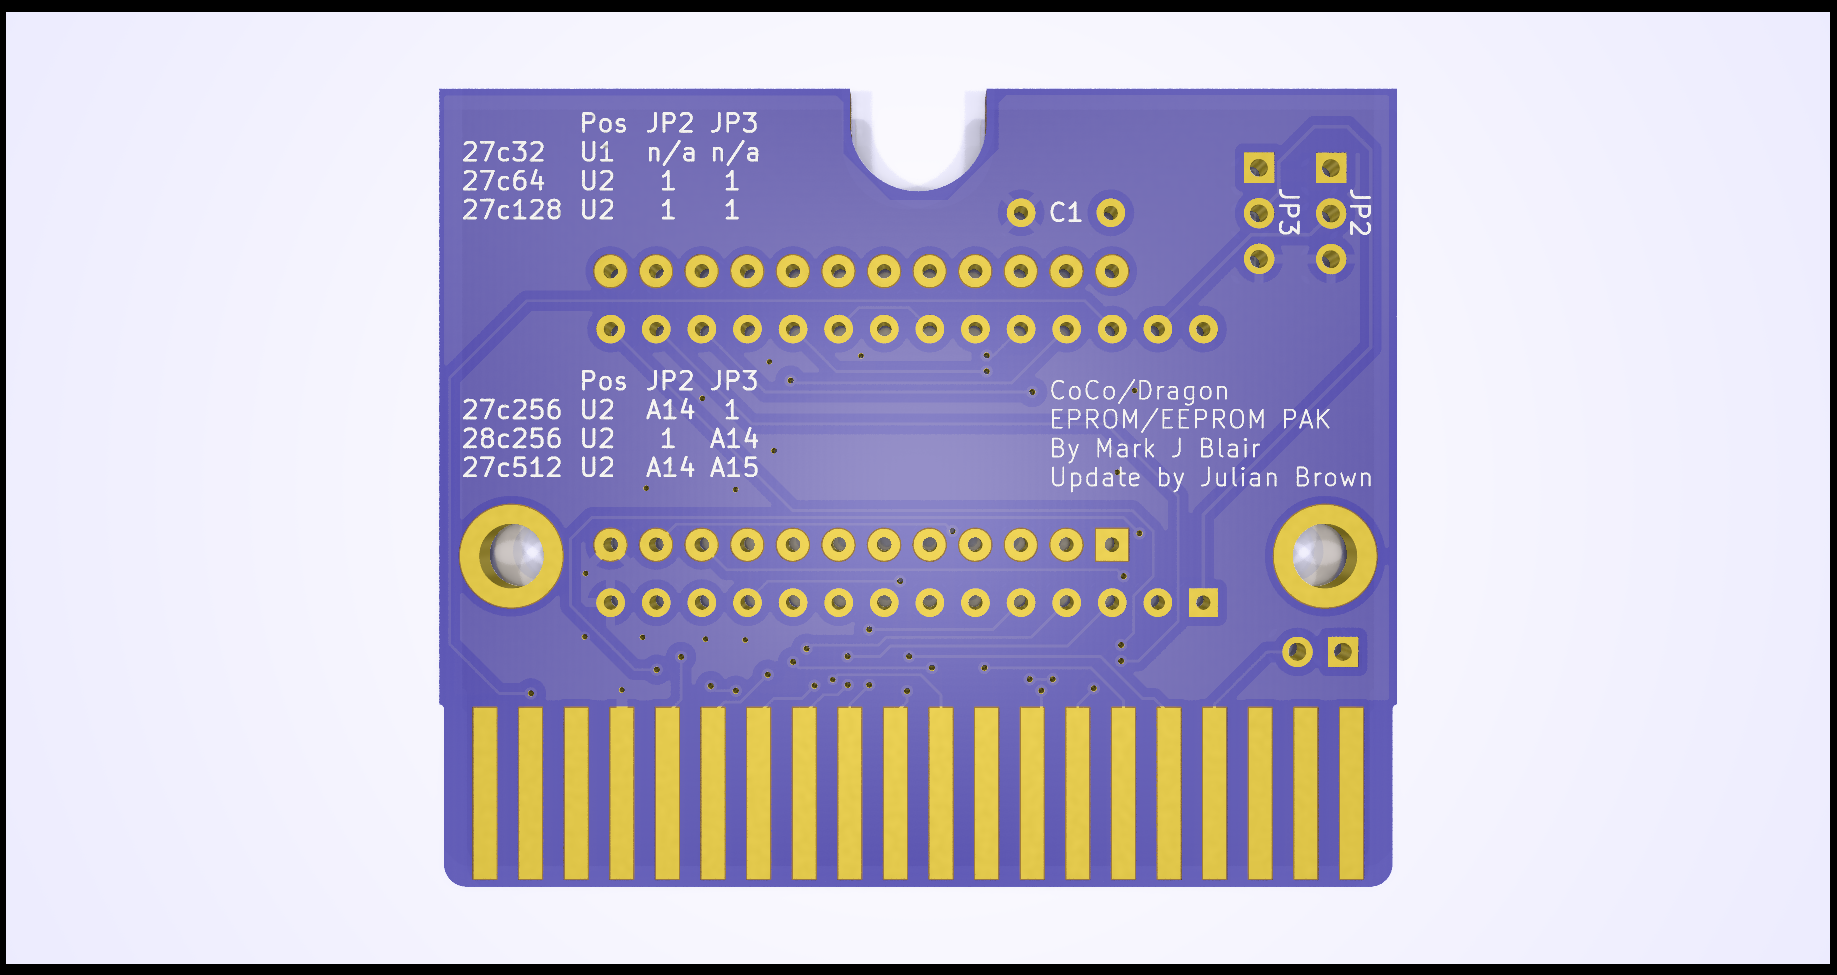 Pos JP2 JP3
27c32 U1 n/a n/a
27c64 U2 1 1
27c128 U2 1 1
C1
JP3
JP2
Pos JP2 JP3
27c256 U2 A14 1
28c256 U2 1 A14
27c512 U2 A14 A15
CoCo/Dragon
EPROM/EEPROM PAK
By Mark J Blair
Update by Julian Brown